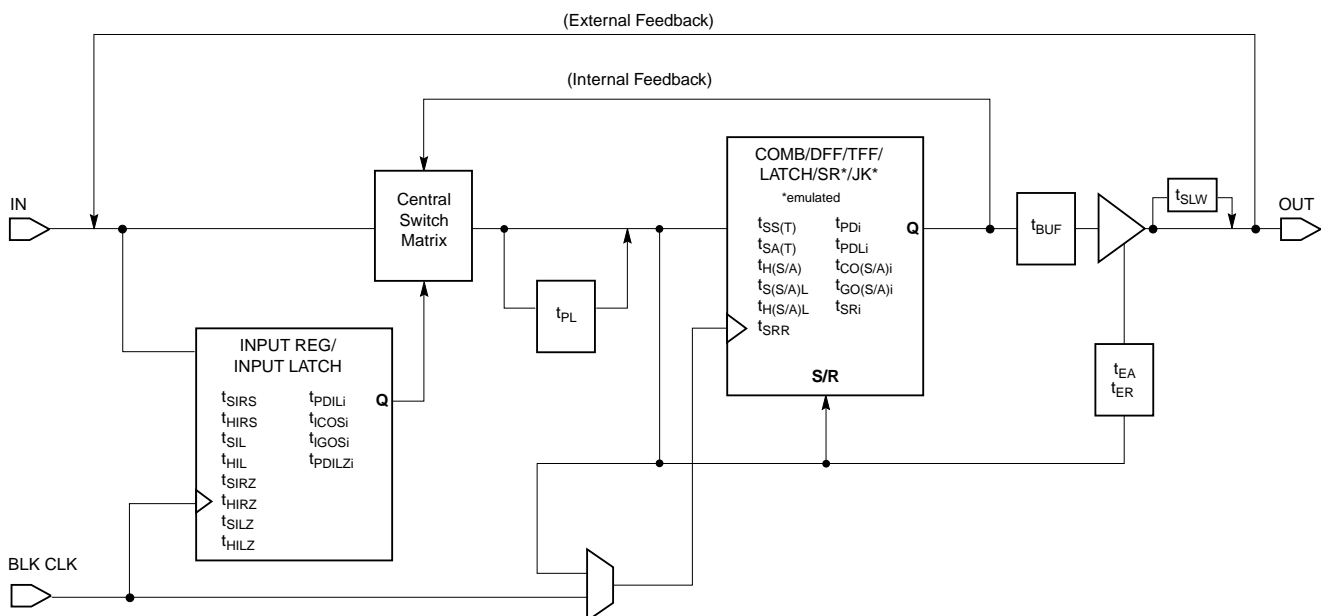 (External Feedback)
(Internal Feedback)
IN
Central
Switch
Matrix
tPL
COMB/DFF/TFF/
LATCH/SR*/JK*
*emulated
tSS(T) tPDi
tSA(T) tPDLi
tH(S/A) tCO(S/A)i
tS(S/A)L tGO(S/A)i
tH(S/A)L tSRi
tSRR
Q
S/R
tBUF
tSLW
OUT
tEA
tER
INPUT REG/
INPUT LATCH
tSIRS tPDILi
tHIRS tICOSi
tSIL tIGOSi
tHIL tPDILZi
tSIRZ
tHIRZ
tSILZ
tHILZ
Q
BLK CLK